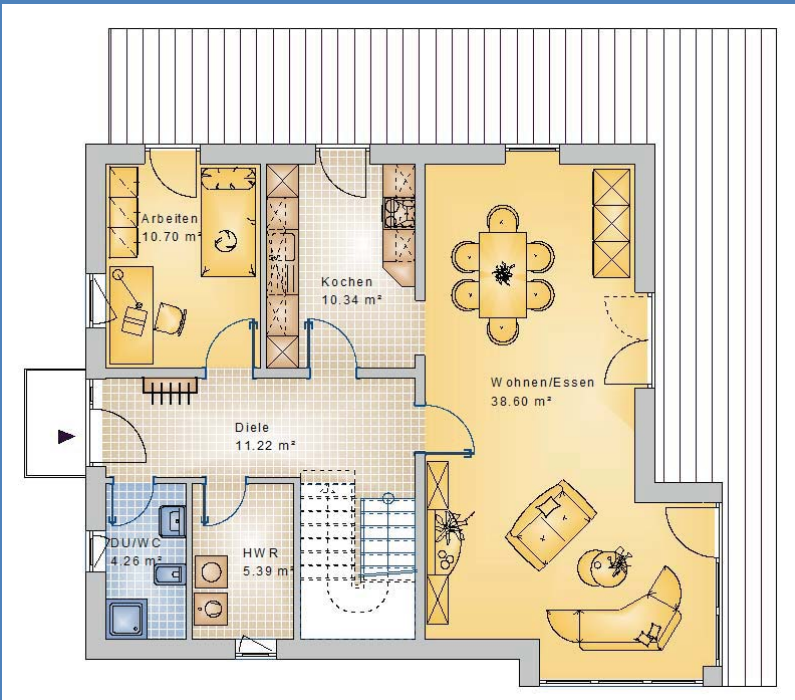 Arbeiten
10.70 m²
Kochen
10.34 m²
Wohnen/Essen
38.60 m²
Diele
11.22 m²
DU/WC
4.26 m²
HWR
5.39 m²